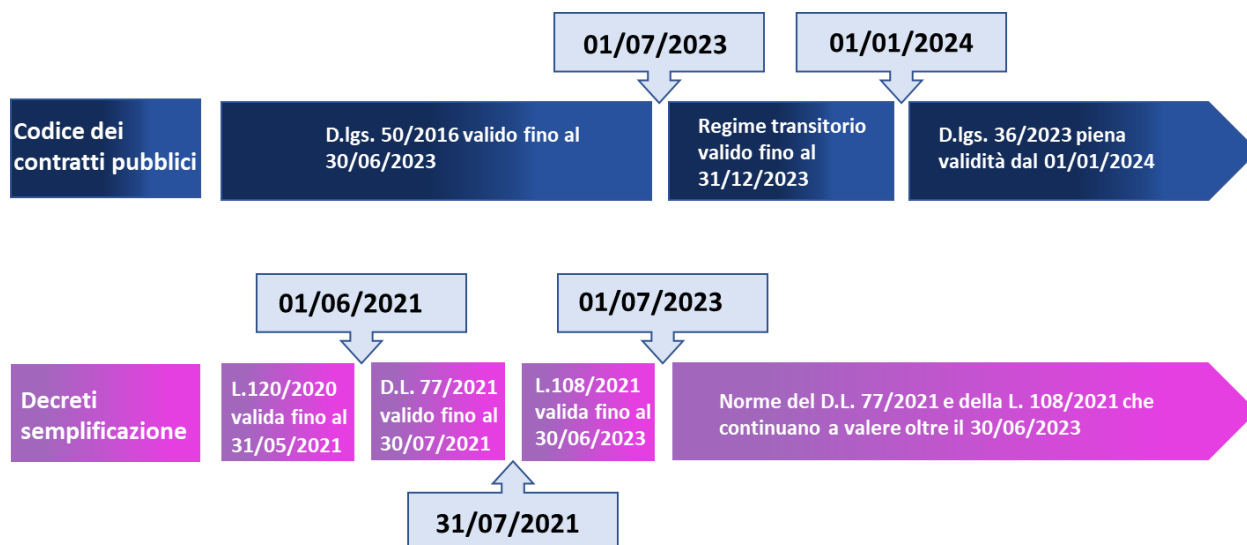 01/07/2023
01/01/2024
Codice dei
contratti pubblici
D.lgs. 50/2016 valido fino al
30/06/2023
Regime transitorio
valido fino al
31/12/2023
D.lgs. 36/2023 piena
validità dal 01/01/2024
01/06/2021
01/07/2023
Decreti
semplificazione
L.120/2020
valida fino al
31/05/2021
D.L. 77/2021
valido fino al
30/07/2021
L.108/2021
valida fino al
30/06/2023
Norme del D.L. 77/2021 e della L. 108/2021 che
continuano a valere oltre il 30/06/2023
31/07/2021